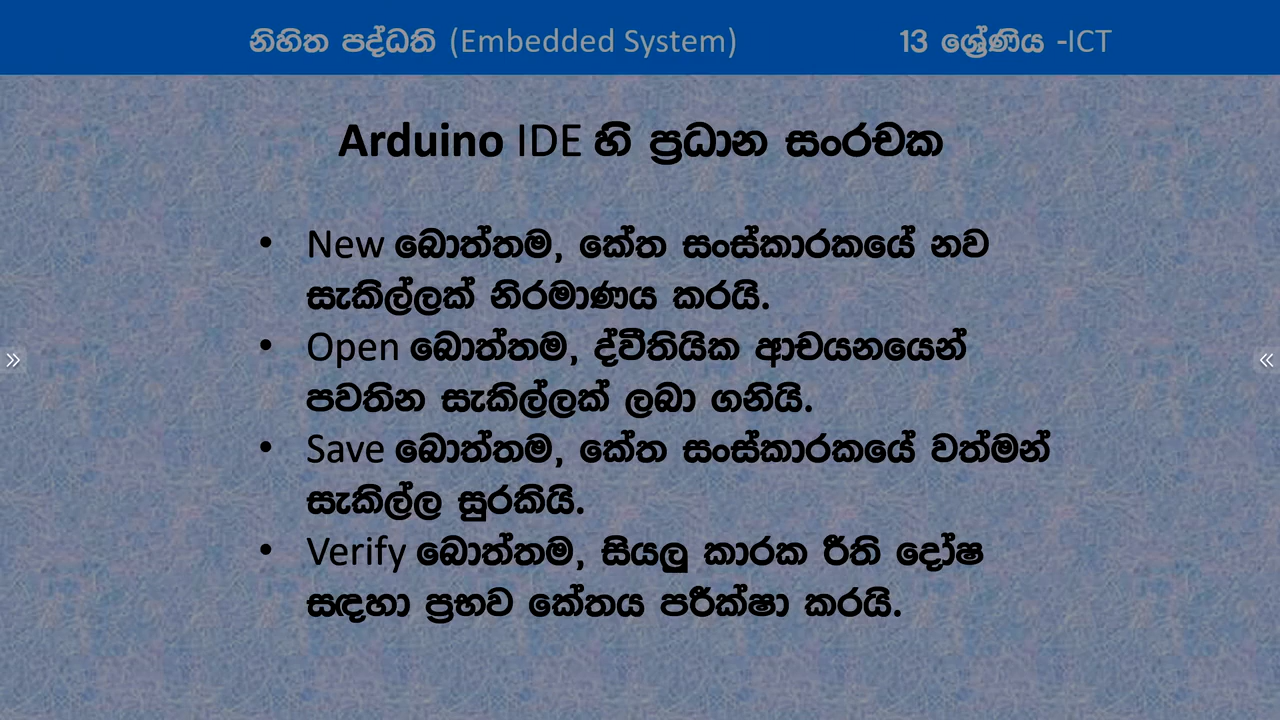 නිහිත පද්ධති (Embedded System) 13 ශ්‍රේණිය -ICT
Arduino IDE හි ප්‍රධාන සංරචක
• New බොත්තම, කේත සංස්කාරකයේ නව
සැකිල්ලක් නිරමාණය කරයි.
• Open බොත්තම, ද්වීතියික ආචයනයෙන්
පවතින සැකිල්ලක් ලබා ගනියි.
• Save බොත්තම, කේත සංස්කාරකයේ වත්මන්
සැකිල්ල සුරකියි.
• Verify බොත්තම, සියලු කාරක රීති දෝෂ
සඳහා ප්‍රභව කේතය පරීක්ෂා කරයි.